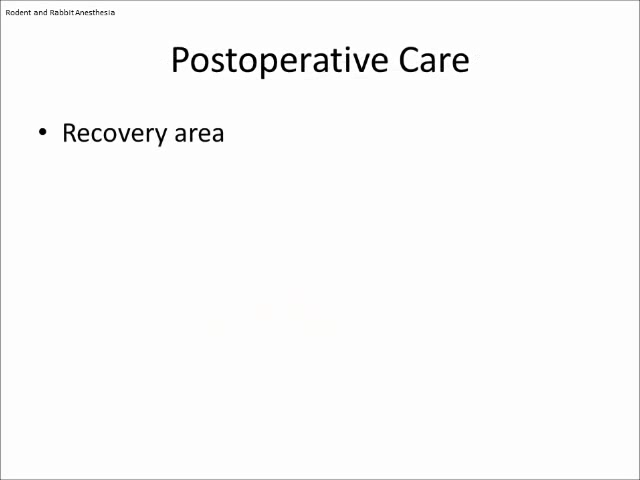 Rodent and Rabbit Anesthesia
Postoperative Care
• Recovery area